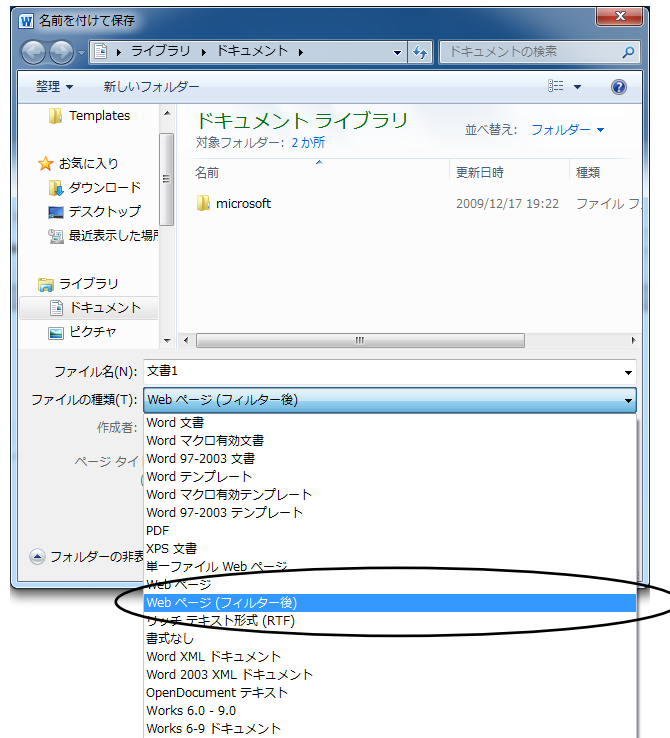 名前を付けて保存
ライブラリ ドキュメント
ドキュメントの検索
整理 新しいフォルダー
Templates
お気に入り
ダウンロード
デスクトップ
最近表示した場所
ライブラリ
ドキュメント
ピクチャ
ドキュメント ライブラリ
対象フォルダー: 2 か所
並べ替え: フォルダー
名前 更新日時 種類
microsoft 2009/12/17 19:22 ファイル フ
ファイル名(N): 文書1
ファイルの種類(T): Web ページ (フィルター後)
作成者:
ページ タイ
フォルダーの非表
Word 文書
Word マクロ有効文書
Word 97-2003 文書
Word テンプレート
Word マクロ有効テンプレート
Word 97-2003 テンプレート
PDF
XPS 文書
単一ファイル Web ページ
Web ページ
Web ページ (フィルター後)
リッチ テキスト形式 (RTF)
書式なし
Word XML ドキュメント
Word 2003 XML ドキュメント
OpenDocument テキスト
Works 6.0 - 9.0
Works 6-9 ドキュメント